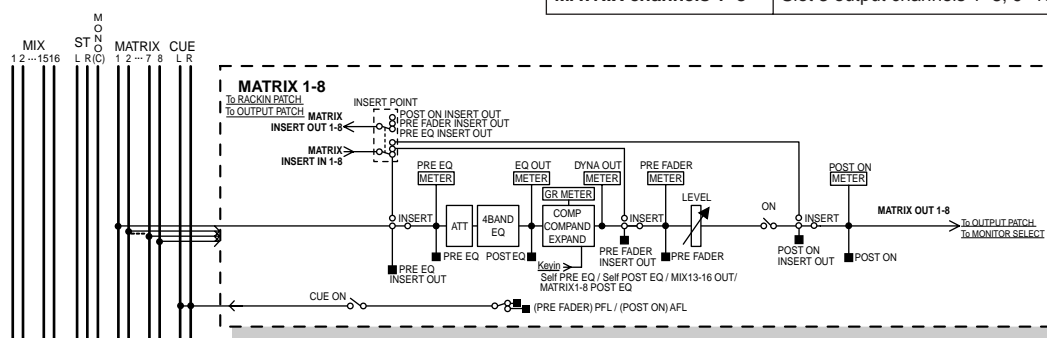 MATRIX channels 1-8
MIX
ST
MONO
(C)
MATRIX
CUE
1 2 ··· 1516
L R
1 2 ··· 7 8
L R
MATRIX 1-8
To RACKIN PATCH
To OUTPUT PATCH
MATRIX
INSERT OUT 1-8
MATRIX
INSERT IN 1-8
INSERT POINT
POST ON INSERT OUT
PRE FADER INSERT OUT
PRE EQ INSERT OUT
PRE EQ
METER
EQ OUT
METER
DYNA OUT
METER
GR METER
PRE FADER
METER
LEVEL
ON
POST ON
METER
INSERT
ATT
4BAND
EQ
COMP
COMPAND
EXPAND
INSERT
INSERT
MATRIX OUT 1-8
To OUTPUT PATCH
To MONITOR SELECT
PRE EQ
INSERT OUT
PRE EQ
POST EQ
PRE FADER
INSERT OUT
PRE FADER
POST ON
INSERT OUT
POST ON
Keyin
Self PRE EQ / Self POST EQ / MIX13-16 OUT/
MATRIX1-8 POST EQ
CUE ON
(PRE FADER) PFL / (POST ON) AFL